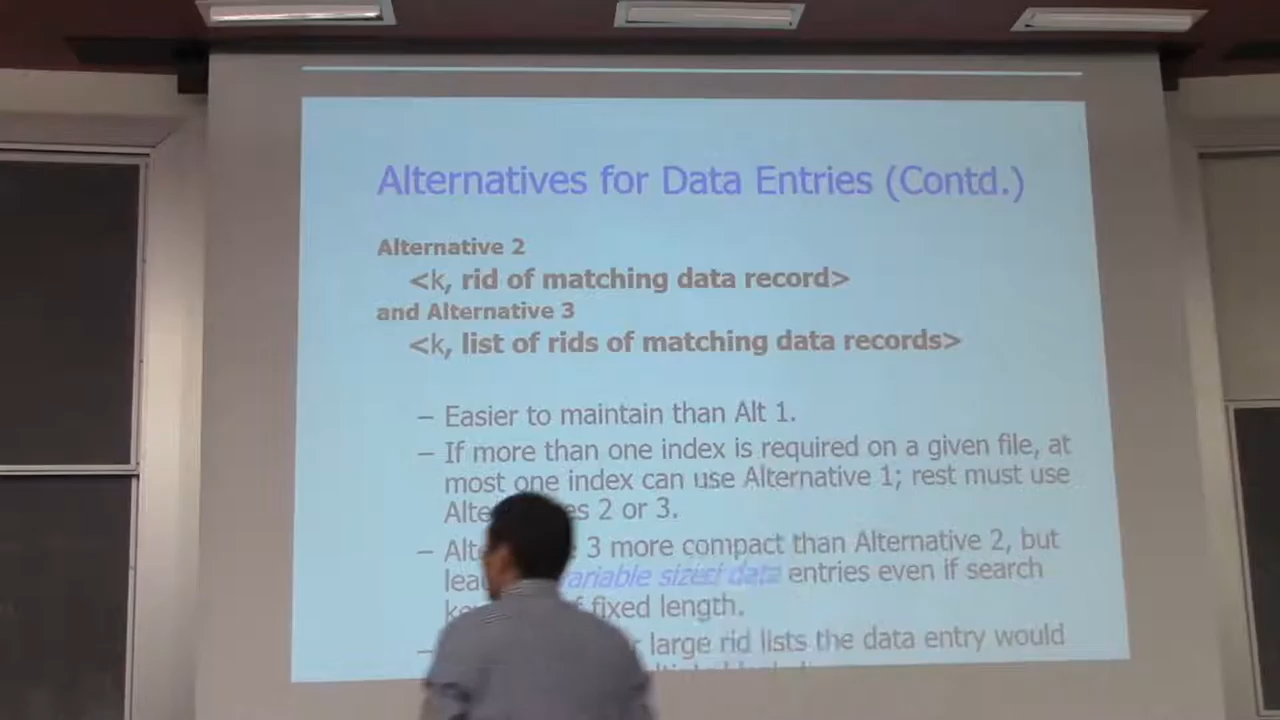 Alternatives for Data Entries (Contd.)
Alternative 2
<k, rid of matching data record>
and Alternative 3
<k, list of rids of matching data records>
– Easier to maintain than Alt 1.
– If more than one index is required on a given file, at
most one index can use Alternative 1; rest must use
2 or 3.
– 3 more compact than Alternative 2, but
sized data entries even if search
fixed length.
– large rid lists the data entry would